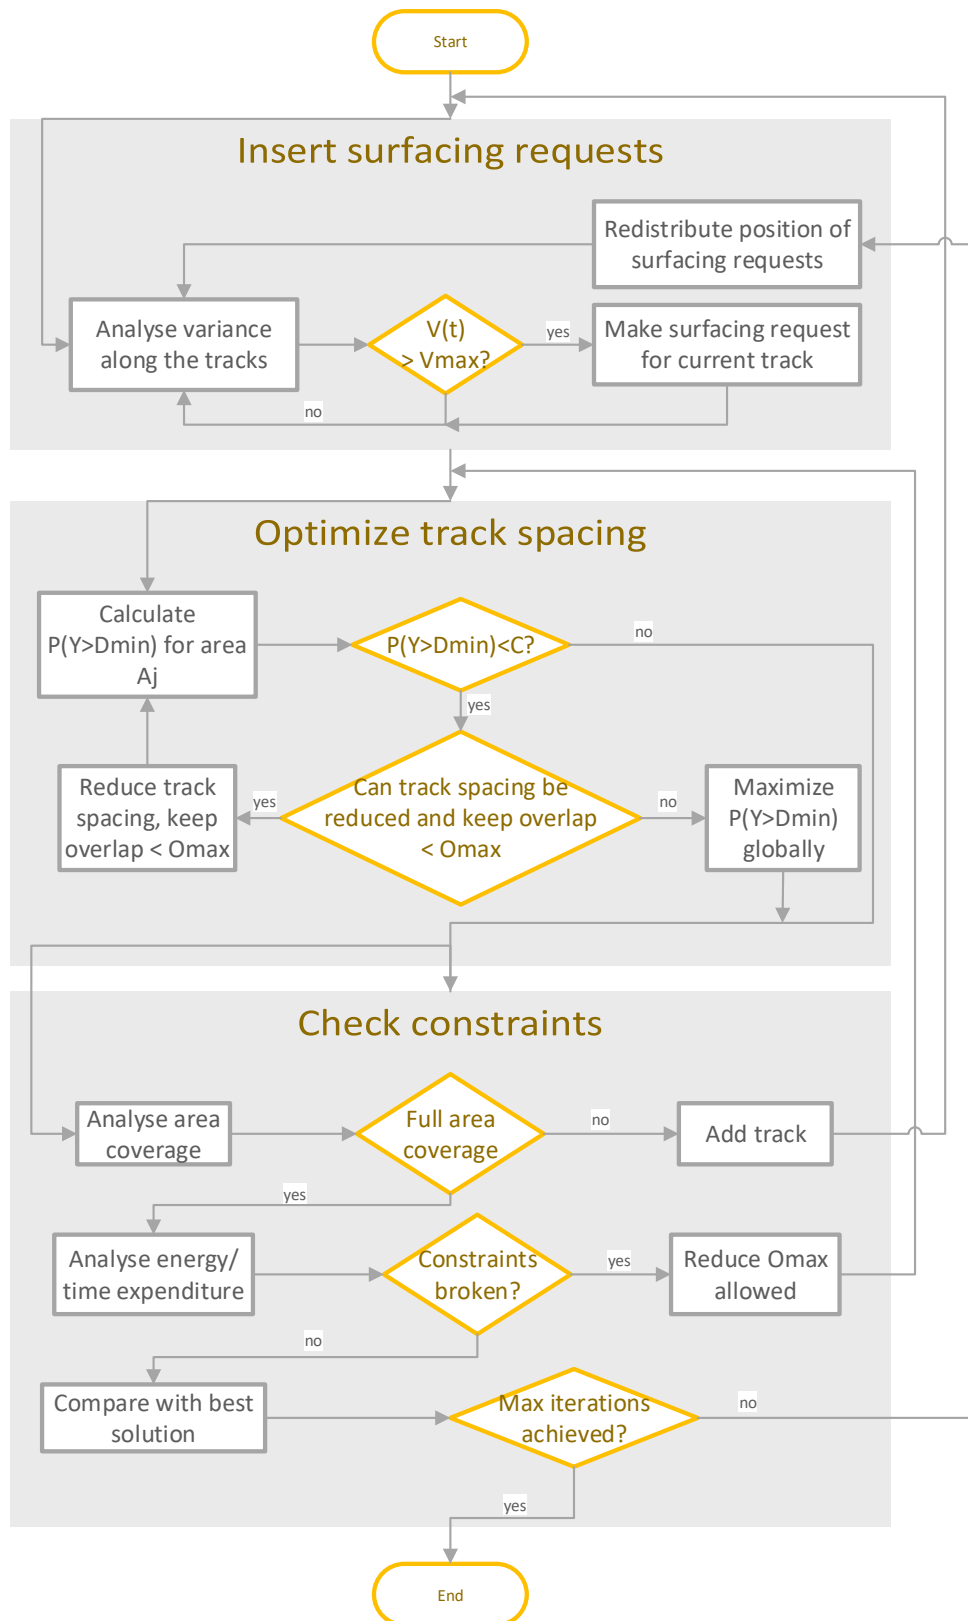 Start
Insert surfacing requests
Redistribute position of
surfacing requests
Analyse variance
along the tracks
V(t)
> Vmax?
yes
Make surfacing request
for current track
no
Optimize track spacing
Calculate
P(Y>Dmin) for area
Aj
P(Y>Dmin)<C?
no
yes
Reduce track
spacing, keep
overlap < Omax
yes
Can track spacing be
reduced and keep overlap
< Omax
no
Maximize
P(Y>Dmin)
globally
Check constraints
Analyse area
coverage
Full area
coverage
no
Add track
yes
Analyse energy/
time expenditure
Constraints
broken?
yes
Reduce Omax
allowed
no
Compare with best
solution
Max iterations
achieved?
no
yes
End